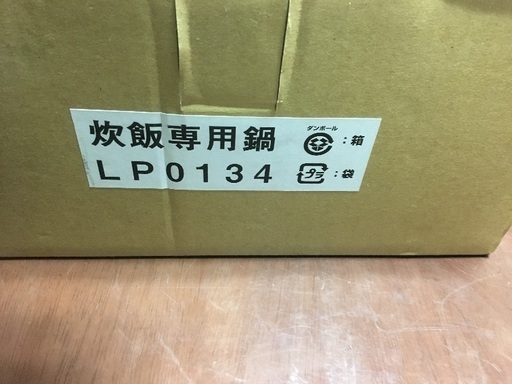 炊飯専用鍋
LP0134
ダンボール
:箱
プラ
:袋